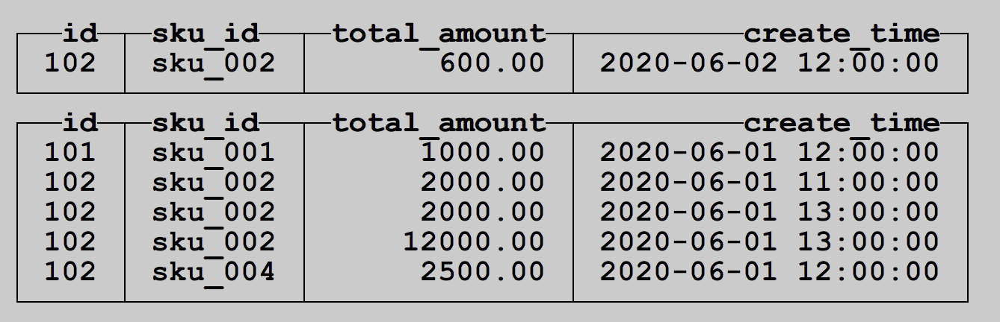 id sku_id total_amount create_time
102 sku_002 600.00 2020-06-02 12:00:00
id sku_id total_amount create_time
101 sku_001 1000.00 2020-06-01 12:00:00
102 sku_002 2000.00 2020-06-01 11:00:00
102 sku_002 2000.00 2020-06-01 13:00:00
102 sku_002 12000.00 2020-06-01 13:00:00
102 sku_004 2500.00 2020-06-01 12:00:00